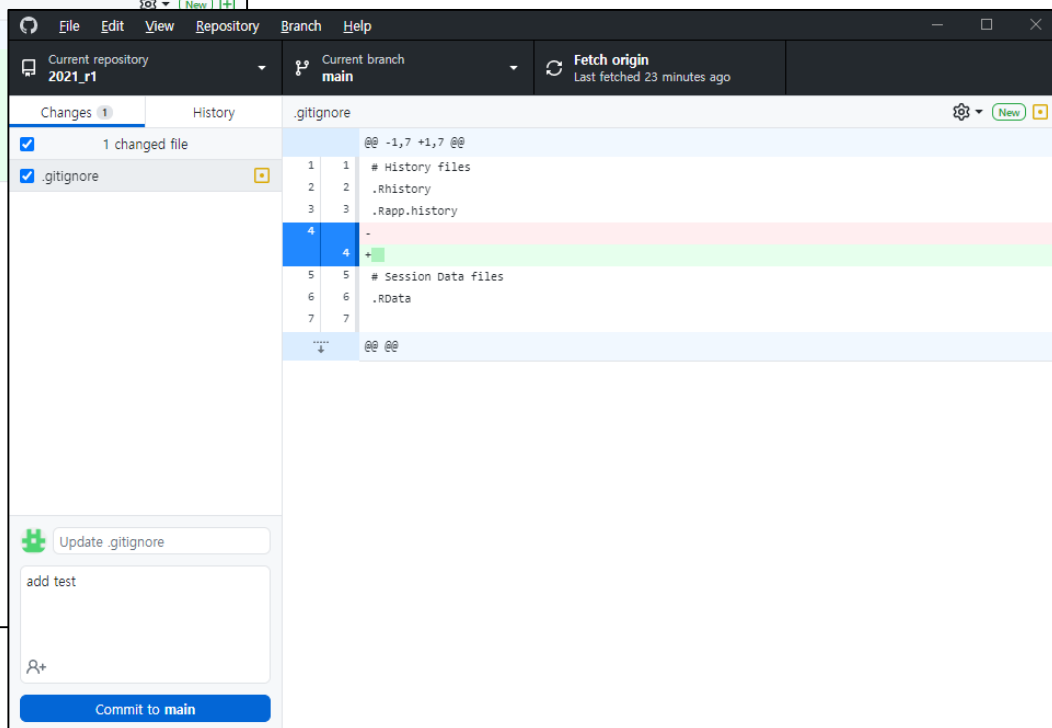 New
File Edit View Repository Branch Help
Current repository
2021_r1
Current branch
main
Fetch origin
Last fetched 23 minutes ago
Changes 1 History
.gitignore
New
1 changed file
.gitignore
@@ -1,7 +1,7 @@
1 1 # History files
2 2 .Rhistory
3 3 .Rapp.history
4 -
4 +
5 5 # Session Data files
6 6 .RData
7 7
@@ @@
Update .gitignore
add test
Commit to main